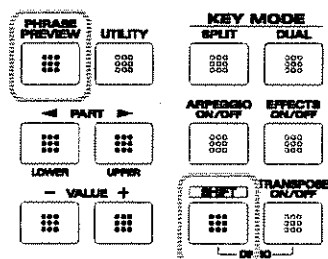 PHRASE
PREVIEW
UTILITY
KEY MODE
SPLIT
DUAL
◄ PART ►
ARPEGGIO
ON/OFF
EFFECTS
ON/OFF
LOWER
UPPER
− VALUE +
SHIFT
TRANSPOSE
ON/OFF